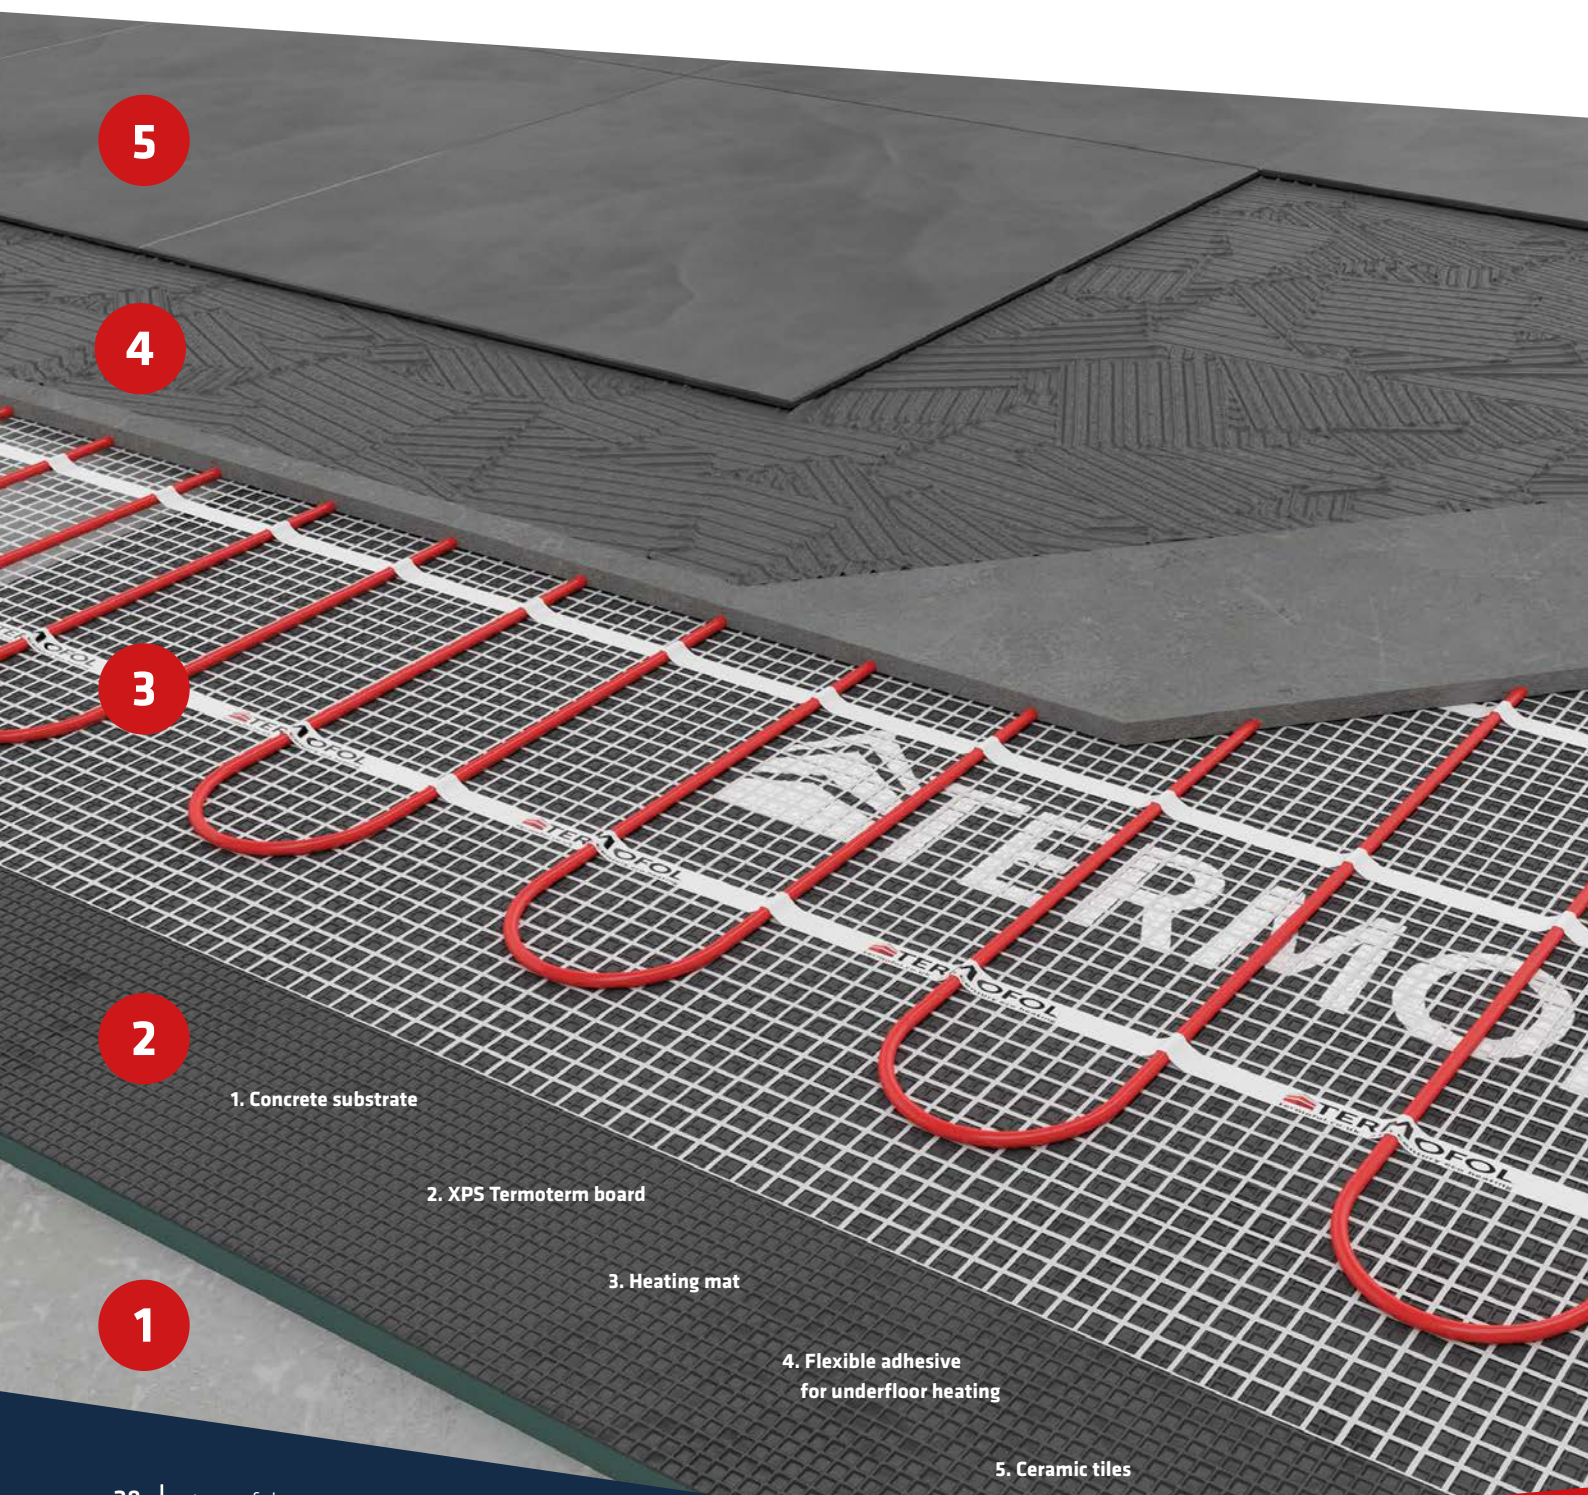 5
4
3
2
1
TERMOFOL
TERMOFOL
TERMOFOL
TERMOFOL
TERMO
1. Concrete substrate
2. XPS Termoterm board
3. Heating mat
4. Flexible adhesive
for underfloor heating
5. Ceramic tiles